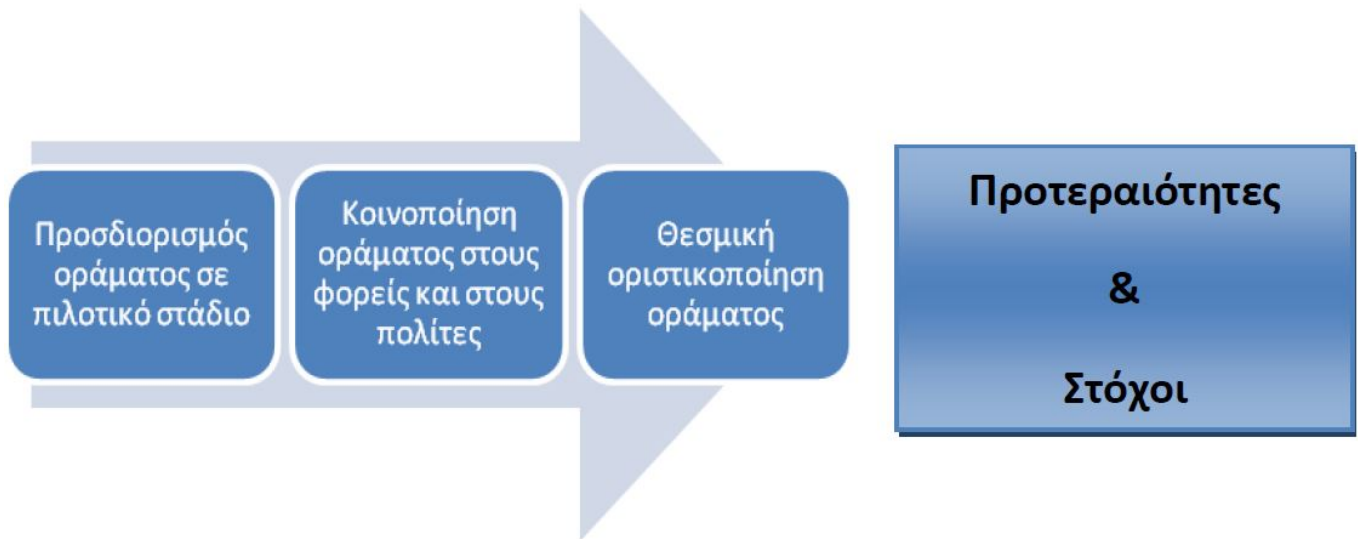 Προσδιορισμός
οράματος σε
πιλοτικό στάδιο
Κοινοποίηση
οράματος στους
φορείς και στους
πολίτες
Θεσμική
οριστικοποίηση
οράματος
Προτεραιότητες
&
Στόχοι